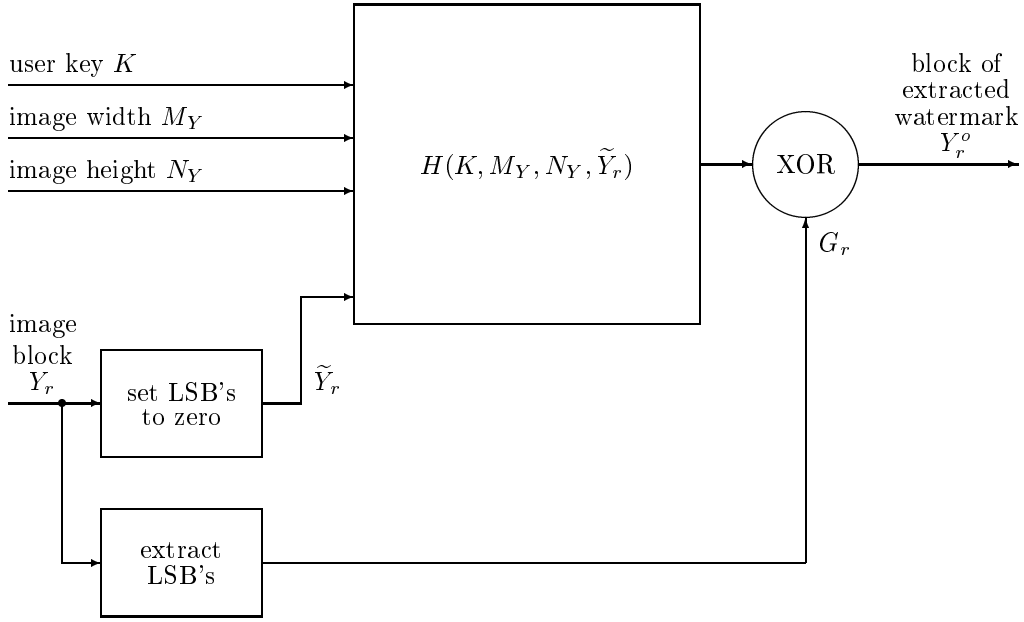 user key K
image width M_Y
image height N_Y
H(K, M_Y, N_Y, Ỹ_r)
XOR
block of
extracted
watermark
Y_r^o
G_r
image
block
Y_r
set LSB's
to zero
Ỹ_r
extract
LSB's